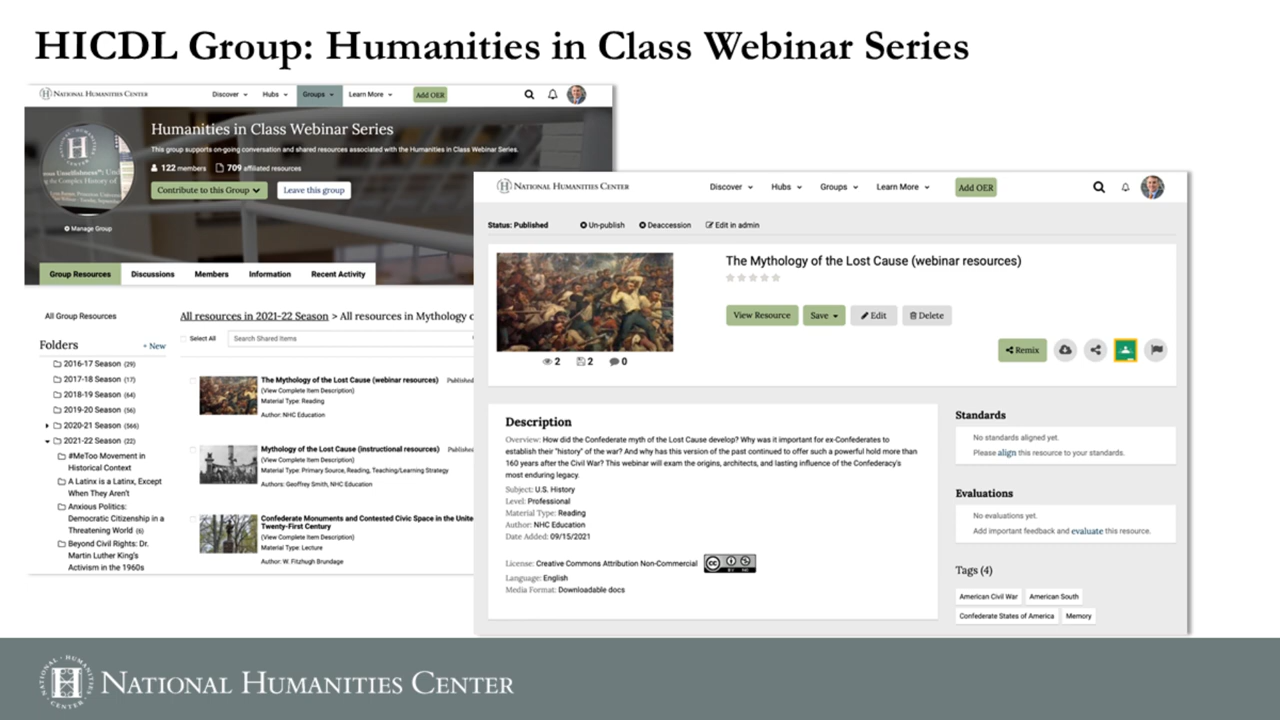 HICDL Group: Humanities in Class Webinar Series
NATIONAL HUMANITIES CENTER
Discover
Hubs
Groups
Learn More
Add OER
Humanities in Class Webinar Series
This group supports on-going conversation and shared resources associated with the Humanities in Class Webinar Series.
122 members 709 affiliated resources
Contribute to this Group
Leave this group
Manage Group
Group Resources
Discussions
Members
Information
Recent Activity
All Group Resources
Folders
+ New
2016-17 Season (29)
2017-18 Season (17)
2018-19 Season (64)
2019-20 Season (56)
2020-21 Season (566)
2021-22 Season (22)
#MeToo Movement in
Historical Context
A Latinx is a Latinx, Except
When They Aren't
Anxious Politics:
Democratic Citizenship in a
Threatening World (6)
Beyond Civil Rights: Dr.
Martin Luther King's
Activism in the 1960s
All resources in 2021-22 Season > All resources in Mythology
Select All
Search Shared Items
The Mythology of the Lost Cause (webinar resources) Published
(View Complete Item Description)
Material Type: Reading
Author: NHC Education
Mythology of the Lost Cause (instructional resources) Published
(View Complete Item Description)
Material Type: Primary Source, Reading, Teaching/Learning Strategy
Authors: Geoffrey Smith, NHC Education
Confederate Monuments and Contested Civic Space in the Unite
Twenty-First Century
(View Complete Item Description)
Material Type: Lecture
Author: W. Fitzhugh Brundage
NATIONAL HUMANITIES CENTER
Discover
Hubs
Groups
Learn More
Add OER
Status: Published
Un-publish
Deaccession
Edit in admin
The Mythology of the Lost Cause (webinar resources)
View Resource
Save
Edit
Delete
2 2 0
Remix
Description
Overview: How did the Confederate myth of the Lost Cause develop? Why was it important for ex-Confederates to
establish their "history" of the war? And why has this version of the past continued to offer such a powerful hold more than
160 years after the Civil War? This webinar will exam the origins, architects, and lasting influence of the Confederacy's
most enduring legacy.
Subject: U.S. History
Level: Professional
Material Type: Reading
Author: NHC Education
Date Added: 09/15/2021
License: Creative Commons Attribution Non-Commercial
cc BY NC
Language: English
Media Format: Downloadable docs
Standards
No standards aligned yet.
Please align this resource to your standards.
Evaluations
No evaluations yet.
Add important feedback and evaluate this resource.
Tags (4)
American Civil War
American South
Confederate States of America
Memory
NATIONAL HUMANITIES CENTER
NATIONAL HUMANITIES CENTER